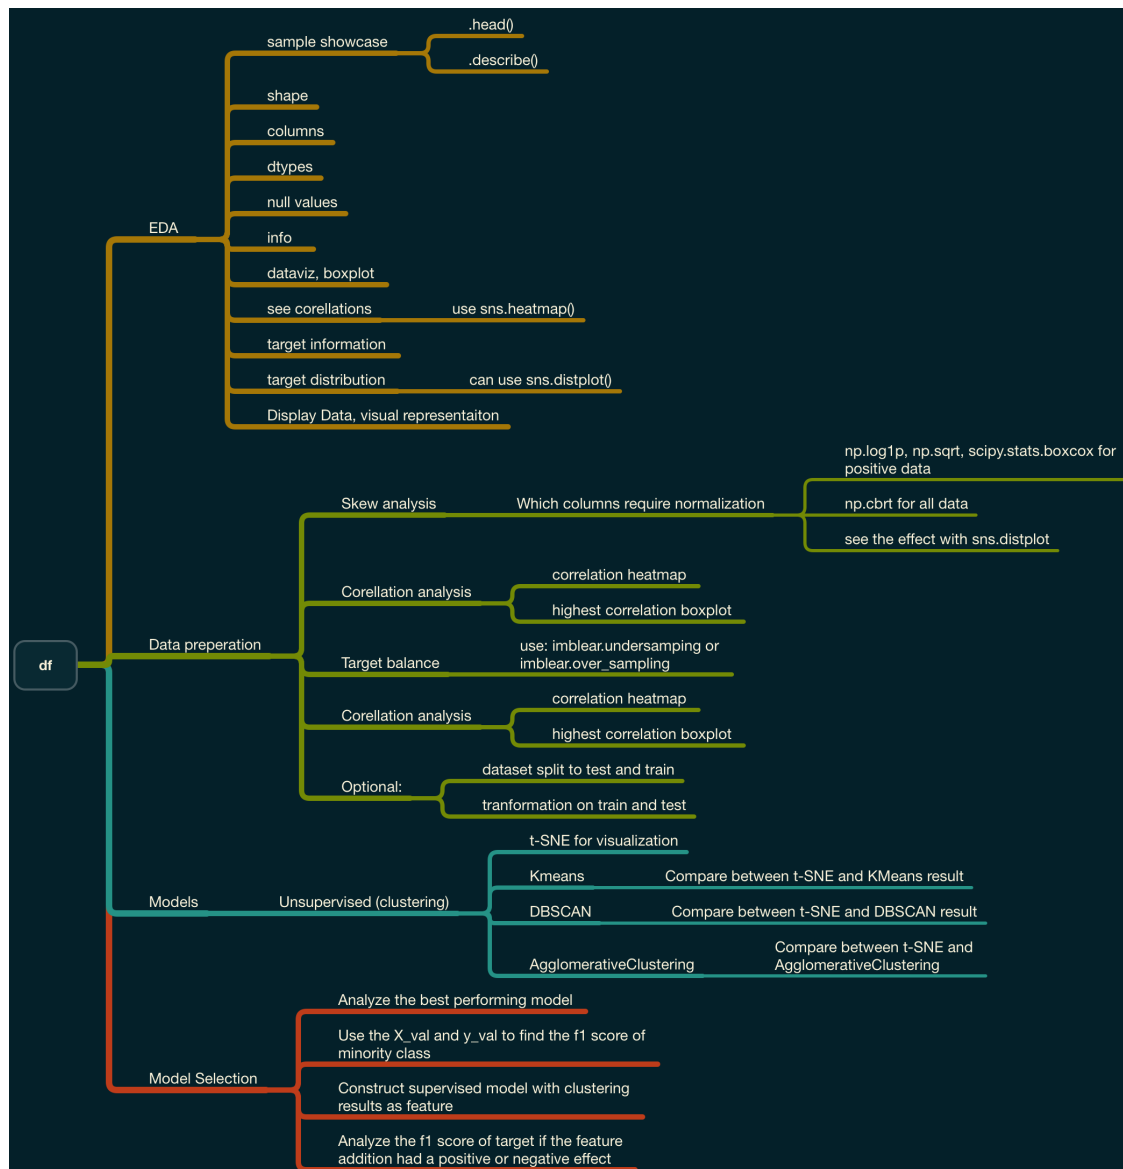 df
EDA
sample showcase
.head()
.describe()
shape
columns
dtypes
null values
info
dataviz, boxplot
see corellations
use sns.heatmap()
target information
target distribution
can use sns.distplot()
Display Data, visual representaiton
Data preperation
Skew analysis
Which columns require normalization
np.log1p, np.sqrt, scipy.stats.boxcox for
positive data
np.cbrt for all data
see the effect with sns.distplot
Corellation analysis
correlation heatmap
highest correlation boxplot
Target balance
use: imblear.undersamping or
imblear.over_sampling
Corellation analysis
correlation heatmap
highest correlation boxplot
Optional:
dataset split to test and train
tranformation on train and test
Models
Unsupervised (clustering)
t-SNE for visualization
Kmeans
Compare between t-SNE and KMeans result
DBSCAN
Compare between t-SNE and DBSCAN result
AgglomerativeClustering
Compare between t-SNE and
AgglomerativeClustering
Model Selection
Analyze the best performing model
Use the X_val and y_val to find the f1 score of
minority class
Construct supervised model with clustering
results as feature
Analyze the f1 score of target if the feature
addition had a positive or negative effect